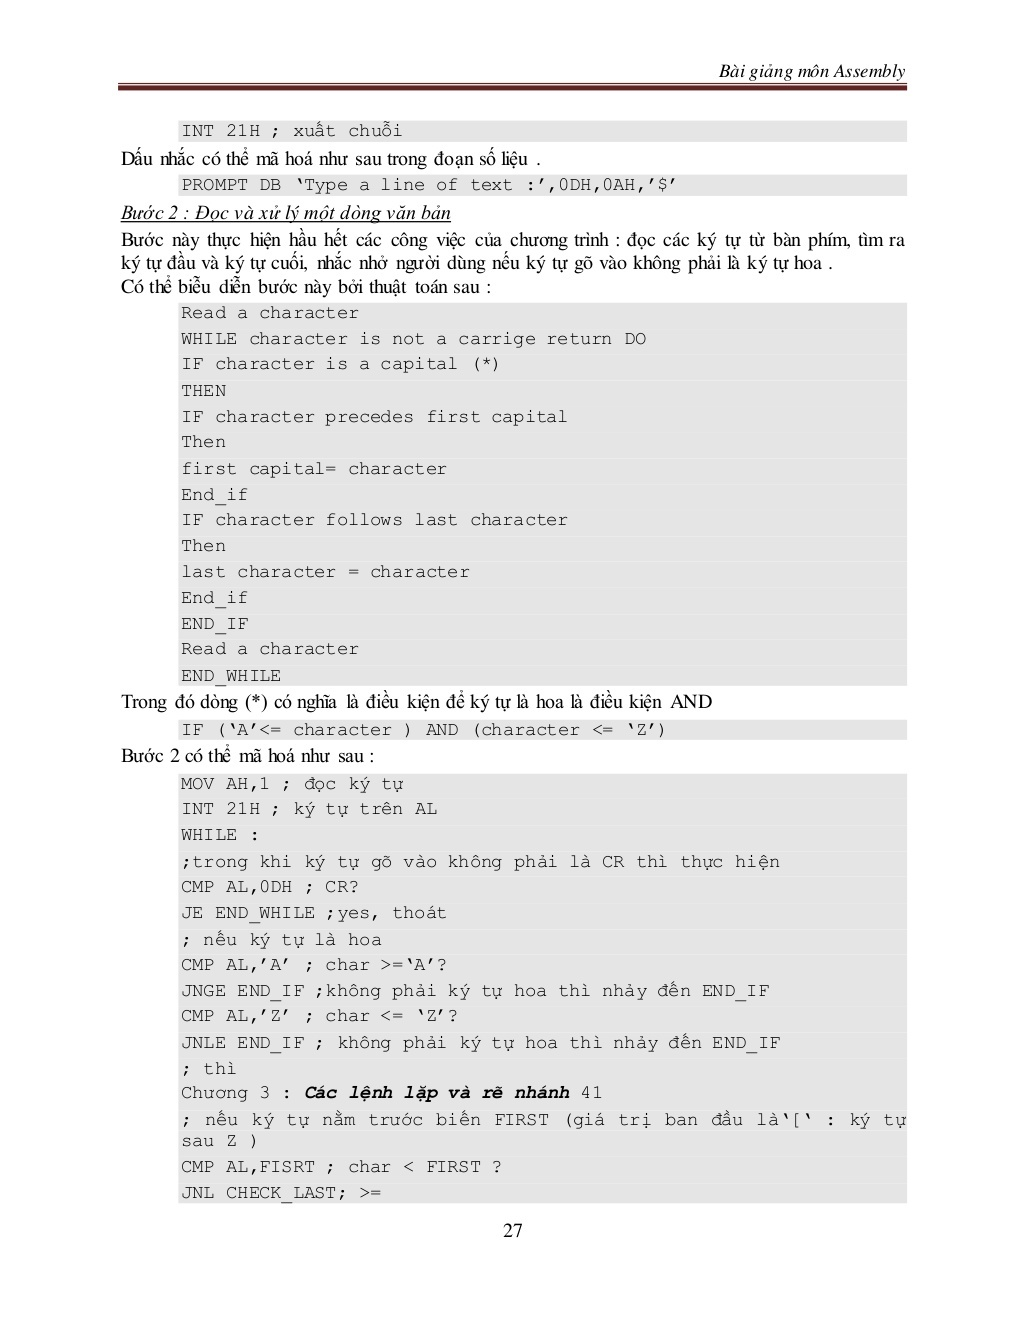 Bài giảng môn Assembly
INT 21H ; xuất chuỗi
Dấu nhắc có thể mã hoá như sau trong đoạn số liệu .
PROMPT DB ‘Type a line of text :’,0DH,0AH,’$’
Bước 2 : Đọc và xử lý một dòng văn bản
Bước này thực hiện hầu hết các công việc của chương trình : đọc các ký tự từ bàn phím, tìm ra
ký tự đầu và ký tự cuối, nhắc nhở người dùng nếu ký tự gõ vào không phải là ký tự hoa .
Có thể biễu diễn bước này bởi thuật toán sau :
Read a character
WHILE character is not a carrige return DO
IF character is a capital (*)
THEN
IF character precedes first capital
Then
first capital= character
End_if
IF character follows last character
Then
last character = character
End_if
END_IF
Read a character
END_WHILE
Trong đó dòng (*) có nghĩa là điều kiện để ký tự là hoa là điều kiện AND
IF (‘A’<= character ) AND (character <= ‘Z’)
Bước 2 có thể mã hoá như sau :
MOV AH,1 ; đọc ký tự
INT 21H ; ký tự trên AL
WHILE :
;trong khi ký tự gõ vào không phải là CR thì thực hiện
CMP AL,0DH ; CR?
JE END_WHILE ;yes, thoát
; nếu ký tự là hoa
CMP AL,’A’ ; char >=‘A’?
JNGE END_IF ;không phải ký tự hoa thì nhảy đến END_IF
CMP AL,’Z’ ; char <= ‘Z’?
JNLE END_IF ; không phải ký tự hoa thì nhảy đến END_IF
; thì
Chương 3 : Các lệnh lặp và rẽ nhánh 41
; nếu ký tự nằm trước biến FIRST (giá trị ban đầu là‘[‘ : ký tự
sau Z )
CMP AL,FISRT ; char < FIRST ?
JNL CHECK_LAST; >=
27